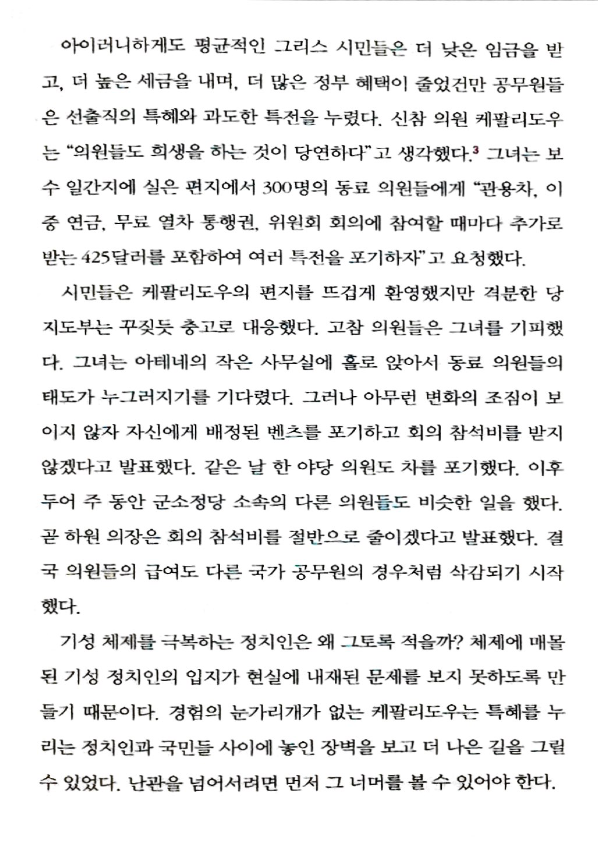 아이러니하게도 평균적인 그리스 시민들은 더 낮은 임금을 받
고, 더 높은 세금을 내며, 더 많은 정부 혜택이 줄었건만 공무원들
은 선출직의 특혜와 과도한 특전을 누렸다. 신참 의원 케팔리도우
는 “의원들도 희생을 하는 것이 당연하다”고 생각했다.³ 그녀는 보
수 일간지에 실은 편지에서 300명의 동료 의원들에게 “관용차, 이
중 연금, 무료 열차 통행권, 위원회 회의에 참여할 때마다 추가로
받는 425달러를 포함하여 여러 특전을 포기하자”고 요청했다.
시민들은 케팔리도우의 편지를 뜨겁게 환영했지만 격분한 당
지도부는 꾸짖듯 충고로 대응했다. 고참 의원들은 그녀를 기피했
다. 그녀는 아테네의 작은 사무실에 홀로 앉아서 동료 의원들의
태도가 누그러지기를 기다렸다. 그러나 아무런 변화의 조짐이 보
이지 않자 자신에게 배정된 벤츠를 포기하고 회의 참석비를 받지
않겠다고 발표했다. 같은 날 한 야당 의원도 차를 포기했다. 이후
두어 주 동안 군소정당 소속의 다른 의원들도 비슷한 일을 했다.
곧 하원 의장은 회의 참석비를 절반으로 줄이겠다고 발표했다. 결
국 의원들의 급여도 다른 국가 공무원의 경우처럼 삭감되기 시작
했다.
기성 체제를 극복하는 정치인은 왜 그토록 적을까? 체제에 매몰
된 기성 정치인의 입지가 현실에 내재된 문제를 보지 못하도록 만
들기 때문이다. 경험의 눈가리개가 없는 케팔리도우는 특혜를 누
리는 정치인과 국민들 사이에 놓인 장벽을 보고 더 나은 길을 그릴
수 있었다. 난관을 넘어서려면 먼저 그 너머를 볼 수 있어야 한다.